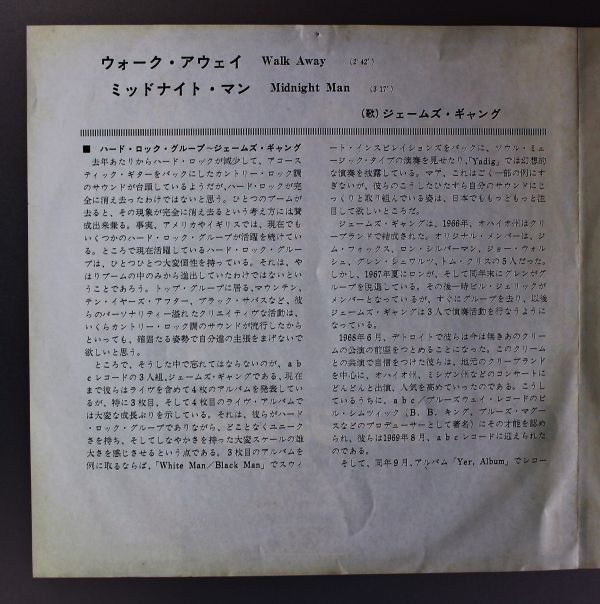 ウォーク・アウェイ Walk Away (2'42")
ミッドナイト・マン Midnight Man (3'17")
(歌)ジェームズ・ギャング
■ ハード・ロック・グループ〜ジェームズ・ギャング
去年あたりからハード・ロックが減少して、アコース
ティック・ギターをバックにしたカントリー・ロック調
のサウンドが台頭しているようだが、ハード・ロックが完
全に消え去ったわけではないと思う。ひとつのブームが
去ると、その現象が完全に消え去るという考え方には賛
成出来兼る。事実、アメリカやイギリスでは、現在でも
いくつかのハード・ロック・グループが活躍を続けてい
る。ところで現在活躍しているハード・ロック・グルー
プは、ひとつひとつ大変個性を持っている。それは、や
はりブームの中のみから進出していたわけではないとい
うことであろう。トップ・グループに居る、マウンテン、
テン・イヤーズ・アフター、ブラック・サバスなど、彼
らのパーソナリティー溢れたクリエイティヴな活動は、
いくらカントリー・ロック調のサウンドが流行したから
といっても、確固たる姿勢で自分達の主張をまげないで
欲しいと思う。
ところで、そうした中で忘れてはならないのが、ab
cレコードの3人組、ジェームズ・ギャングである。現在
まで彼らはライヴを含めて4枚のアルバムを発表してい
るが、特に3枚目、そして4枚目のライヴ・アルバムで
は大変な成長ぶりを示している。それは、彼らがハード
・ロック・グループでありながら、どことなくユニーク
さを持ち、そしてしなやかさを持った大変スケールの雄
大さを感じさせるという点である。3枚目のアルバムを
例に取るならば、「White Man/Black Man」でスウィ
ート・インスピレイションズをバックに、ソウル・ミュ
ージック・タイプの演奏を見せたり、「Yadig」では幻想的
な演奏を披露している。マア、これはごく一部の例にす
ぎないが、彼らのこうしたひたすら自分のサウンドにじ
っくりと取り組んでいる姿は、日本でももっともっと注
目して欲しいところだ。
ジェームズ・ギャングは、1966年、オハイオ州はクリ
ーブランドで結成された。オリジナル・メンバーは、ジ
ム・フォックス、ロン・シルバーマン、ジョー・ウォル
シュ、グレン・シュワルツ、トム・クリスの5人だった。
しかし、1967年夏にロンが、そして同年末にグレンがグ
ループを脱退している。その後一時ビル・ジェリックが
メンバーとなっているが、すぐにグループを去り、以後
ジェームズ・ギャングは3人で演奏活動を行なうように
なっている。
1968年6月、デトロイトで彼らは今は無きあのクリー
ムの公演の前座をつとめることになった。このクリーム
との共演で自信をつけた彼らは、地元のクリーブランド
を中心に、オハイオ州、ミシガン州などのコンサートに
どんどんと出演、人気を高めていったのである。こうし
ているうちに、abc/ブルーズウェイ・レコードのビ
ル・シムツィック(B.B.キング、ブルーズ・マグー
スなどのプロデューサーとして著名)にその才能を認め
られ、彼らは1969年8月、abcレコードに迎えられた
のである。
そして、同年9月、アルバム「Yer, Album」でレコー